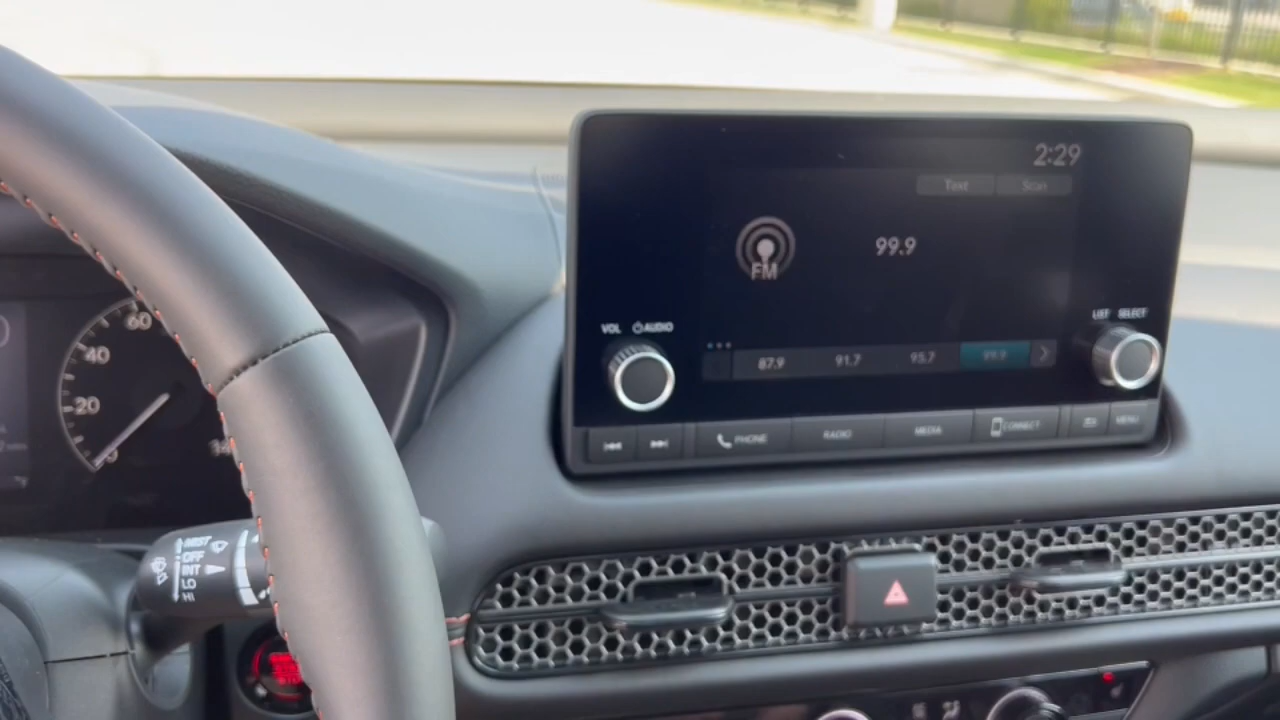 2:29
Text Scan
FM
99.9
VOL AUDIO
LIST SELECT
87.9 91.7 95.7 99.9
PHONE RADIO MEDIA CONNECT MENU
60
40
20
MIST
OFF
INT
LO
HI